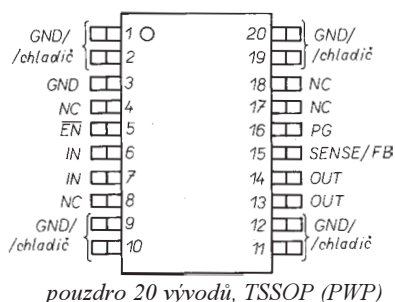 GND/
/chladič
1
2
GND 3
NC 4
EN 5
IN 6
IN 7
NC 8
GND/
/chladič
9
10
20
19
GND/
/chladič
18 NC
17 NC
16 PG
15 SENSE/FB
14 OUT
13 OUT
12
11
GND/
/chladič
pouzdro 20 vývodů, TSSOP (PWP)